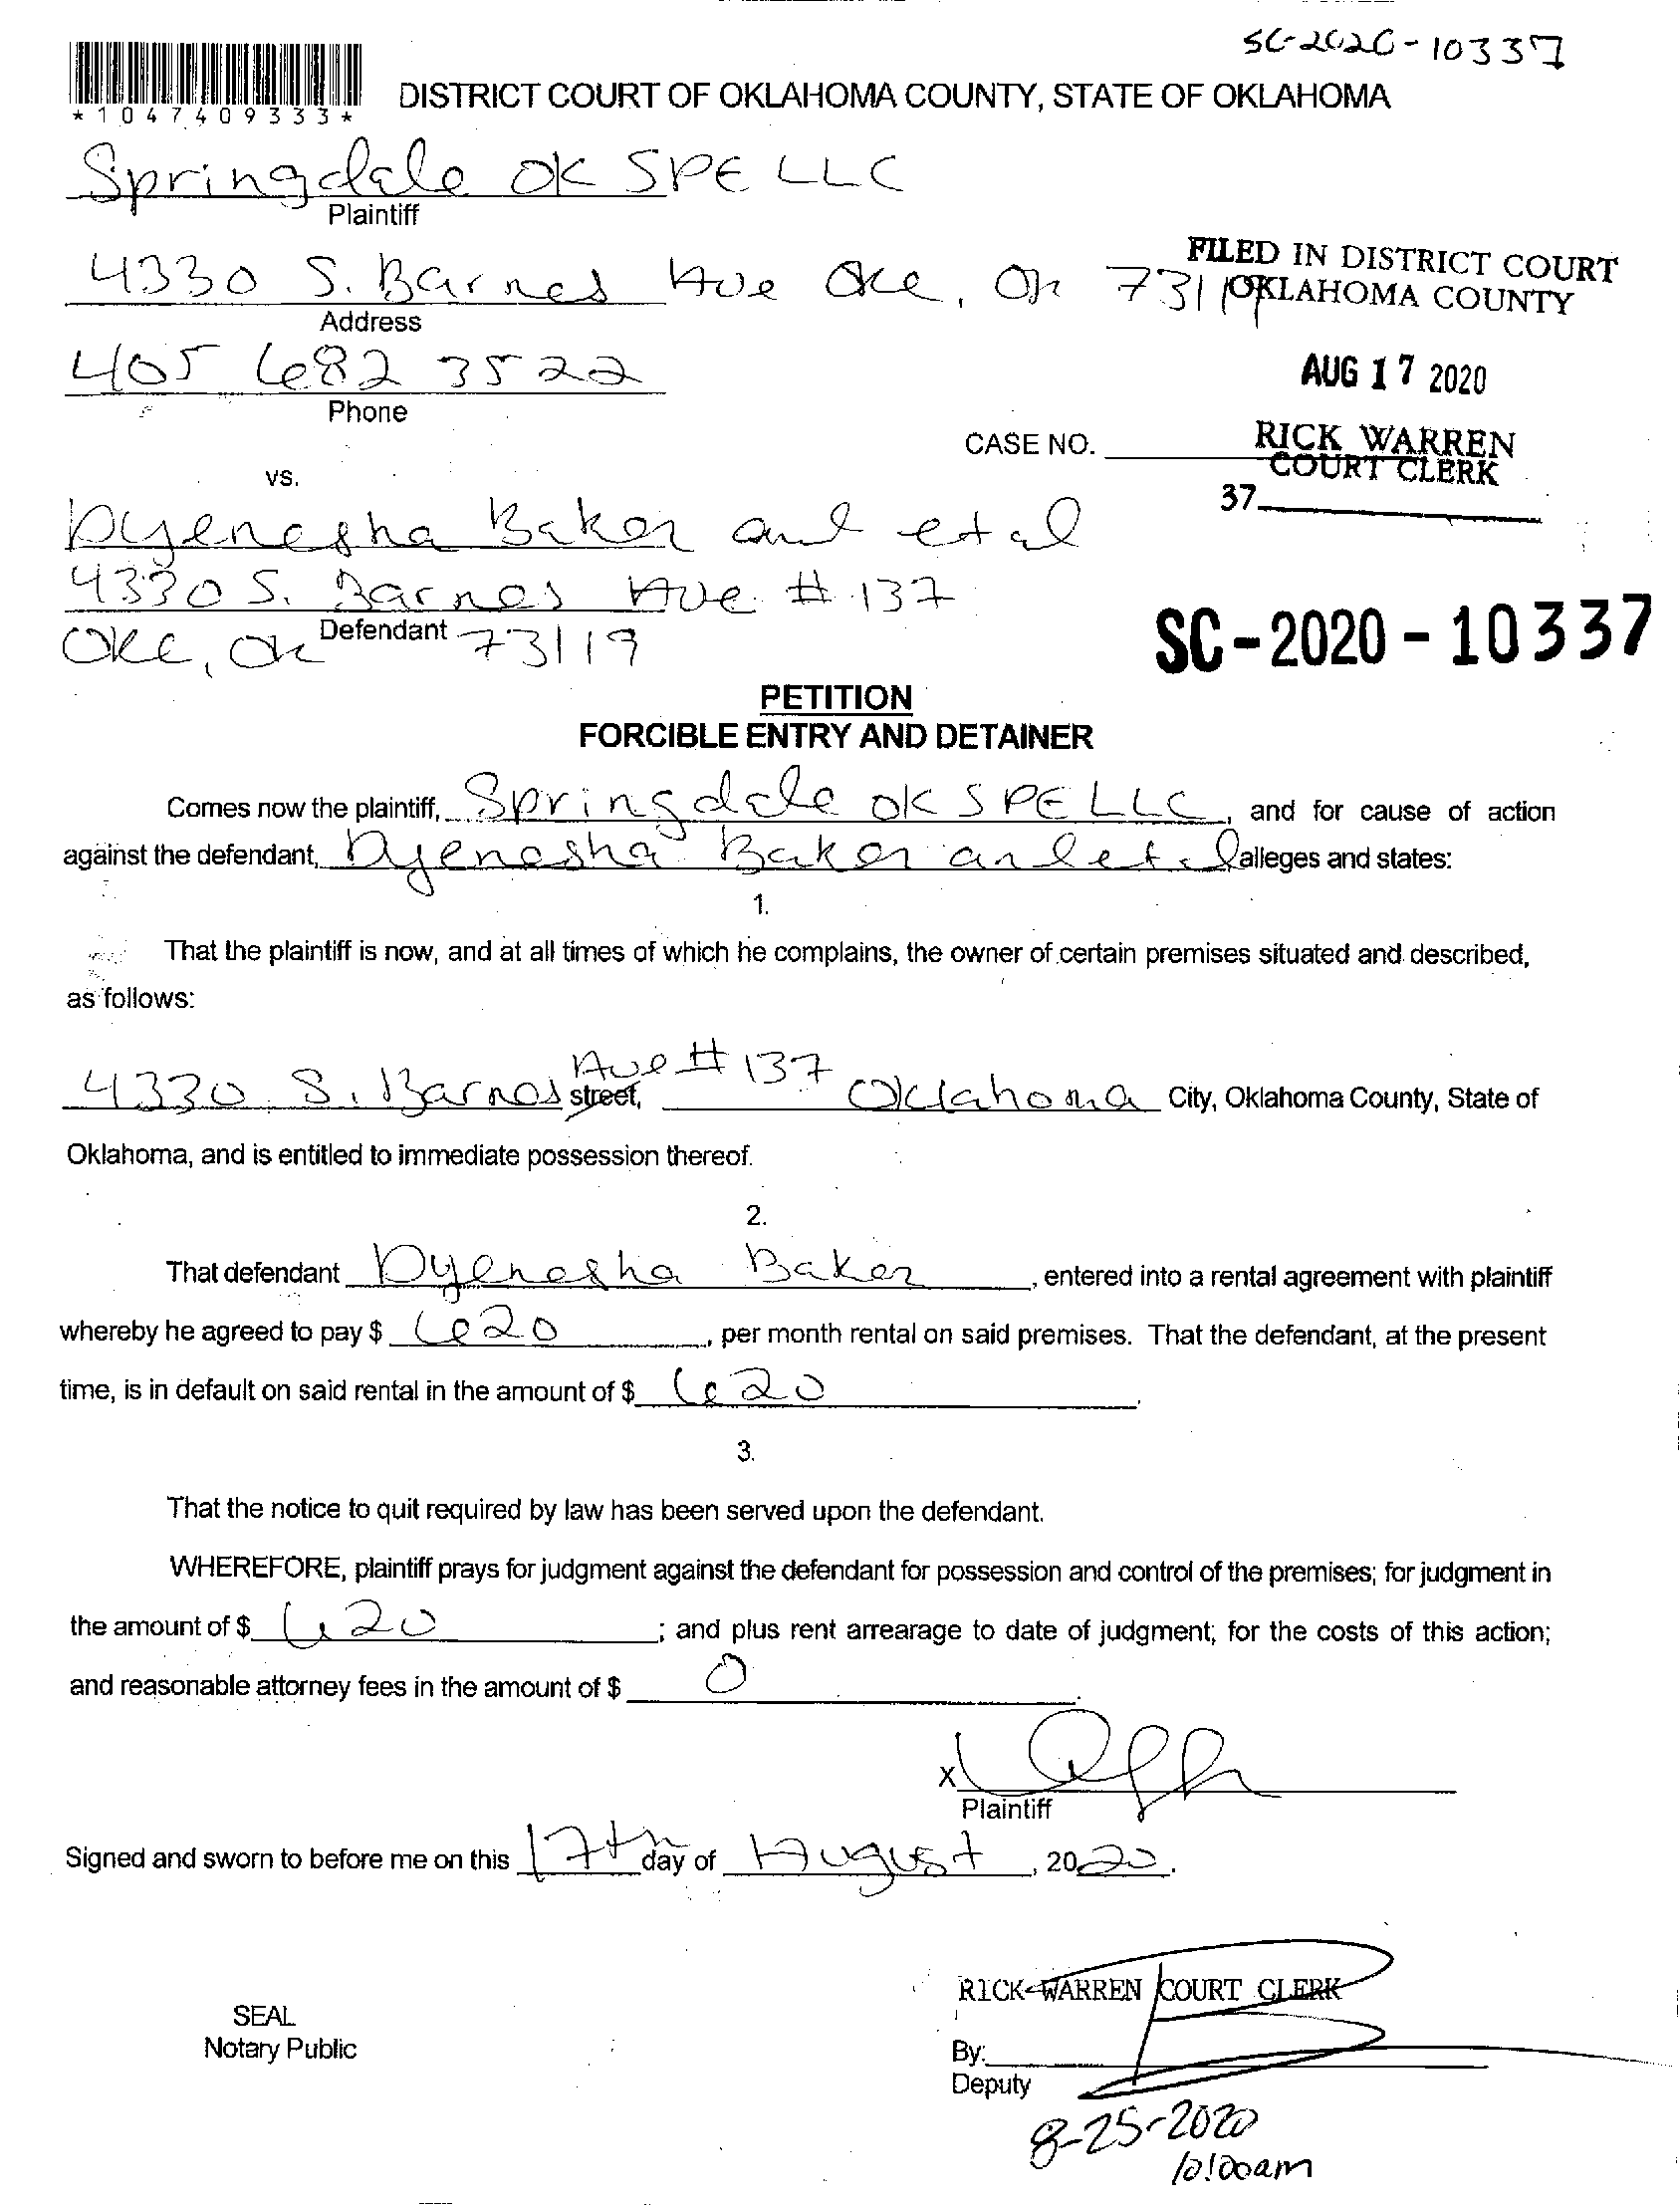 SC-2020-10337
*1047409333*
DISTRICT COURT OF OKLAHOMA COUNTY, STATE OF OKLAHOMA
Springdale OK SPE LLC
Plaintiff
4330 S. Barnes Ave OKC, OK 73119
Address
FILED IN DISTRICT COURT
OKLAHOMA COUNTY
405 682 3522
Phone
AUG 17 2020
CASE NO.
RICK WARREN
COURT CLERK
37
vs.
Dyenesha Baker and et al
4330 S. Barnes Ave # 137
Defendant
OKC, OK 73119
SC-2020-10337
PETITION
FORCIBLE ENTRY AND DETAINER
Comes now the plaintiff, Springdale OK SPE LLC, and for cause of action
against the defendant, Dyenesha Baker and et al alleges and states:
1.
That the plaintiff is now, and at all times of which he complains, the owner of certain premises situated and described,
as follows:
4330 S. Barnes Ave # 137 street, Oklahoma City, Oklahoma County, State of
Oklahoma, and is entitled to immediate possession thereof.
2.
That defendant Dyenesha Baker, entered into a rental agreement with plaintiff
whereby he agreed to pay $ 620, per month rental on said premises. That the defendant, at the present
time, is in default on said rental in the amount of $ 620.
3.
That the notice to quit required by law has been served upon the defendant.
WHEREFORE, plaintiff prays for judgment against the defendant for possession and control of the premises; for judgment in
the amount of $ 620; and plus rent arrearage to date of judgment; for the costs of this action;
and reasonable attorney fees in the amount of $ 0.
X
Plaintiff
Signed and sworn to before me on this 17th day of August, 2020.
RICK WARREN COURT CLERK
SEAL
Notary Public
By:
Deputy
8-25-2020
10:00am